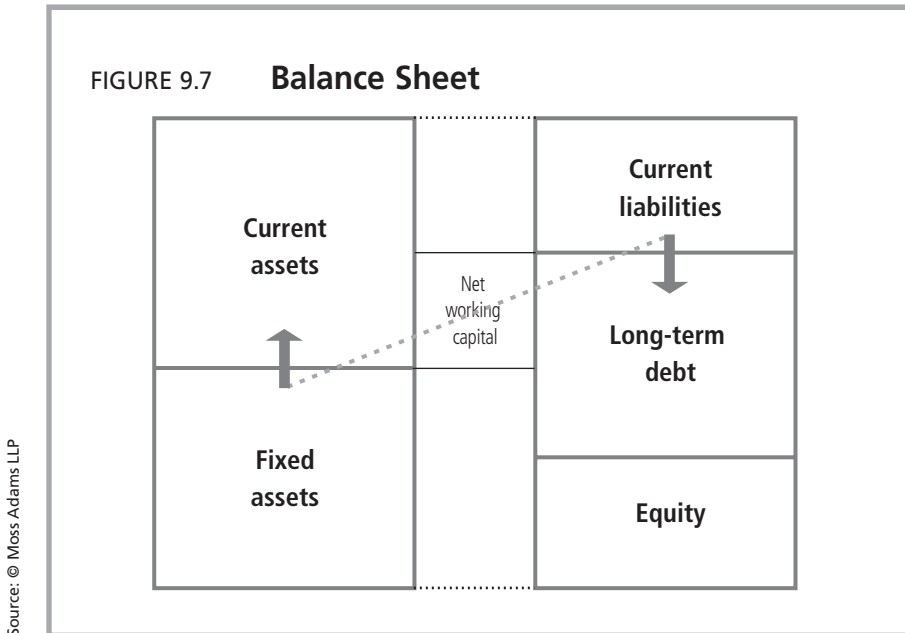 FIGURE 9.7 Balance Sheet
Current
assets
Fixed
assets
Net
working
capital
Current
liabilities
Long-term
debt
Equity
Source: © Moss Adams LLP